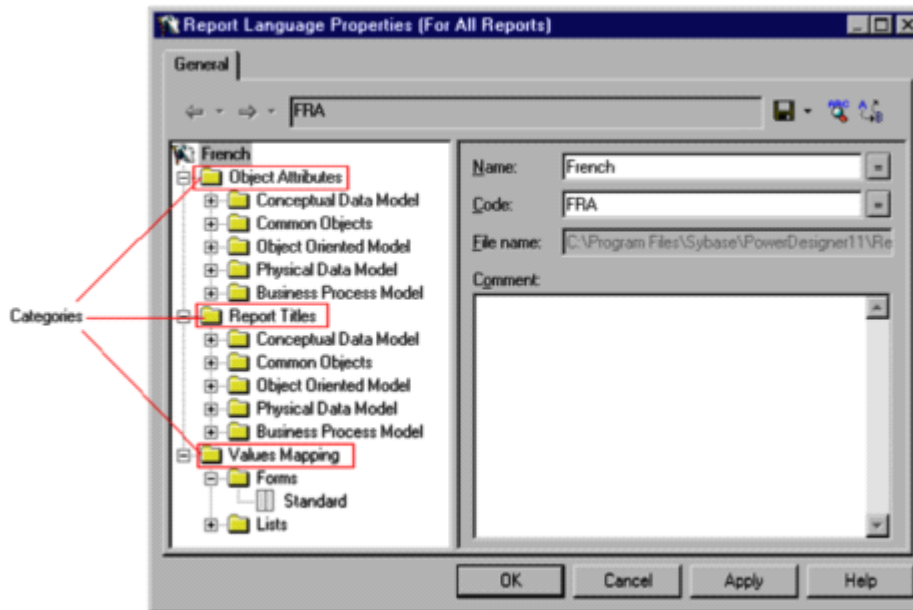 Report Language Properties (For All Reports)
General
FRA
French
Object Attributes
Conceptual Data Model
Common Objects
Object Oriented Model
Physical Data Model
Business Process Model
Report Titles
Conceptual Data Model
Common Objects
Object Oriented Model
Physical Data Model
Business Process Model
Values Mapping
Forms
Standard
Lists
Categories
Name: French =
Code: FRA =
File name: C:\Program Files\Sybase\PowerDesigner11\Re
Comment:
OK Cancel Apply Help